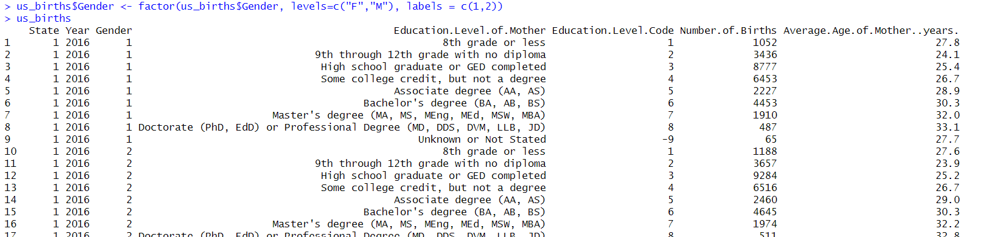 > us_births$Gender <- factor(us_births$Gender, levels=c("F","M"), labels = c(1,2))
> us_births
State Year Gender Education.Level.of.Mother Education.Level.Code Number.of.Births Average.Age.of.Mother..years.
1 1 2016 1 8th grade or less 1 1052 27.8
2 1 2016 1 9th through 12th grade with no diploma 2 3436 24.1
3 1 2016 1 High school graduate or GED completed 3 8777 25.4
4 1 2016 1 Some college credit, but not a degree 4 6453 26.7
5 1 2016 1 Associate degree (AA, AS) 5 2227 28.9
6 1 2016 1 Bachelor's degree (BA, AB, BS) 6 4453 30.3
7 1 2016 1 Master's degree (MA, MS, MEng, MEd, MSW, MBA) 7 1910 32.0
8 1 2016 1 Doctorate (PhD, EdD) or Professional Degree (MD, DDS, DVM, LLB, JD) 8 487 33.1
9 1 2016 1 Unknown or Not Stated -9 65 27.7
10 1 2016 2 8th grade or less 1 1188 27.6
11 1 2016 2 9th through 12th grade with no diploma 2 3657 23.9
12 1 2016 2 High school graduate or GED completed 3 9284 25.2
13 1 2016 2 Some college credit, but not a degree 4 6516 26.7
14 1 2016 2 Associate degree (AA, AS) 5 2460 29.0
15 1 2016 2 Bachelor's degree (BA, AB, BS) 6 4645 30.3
16 1 2016 2 Master's degree (MA, MS, MEng, MEd, MSW, MBA) 7 1974 32.2
17 1 2016 2 Doctorate (PhD, EdD) or Professional Degree (MD, DDS, DVM, LLB, JD) 8 511 32.8